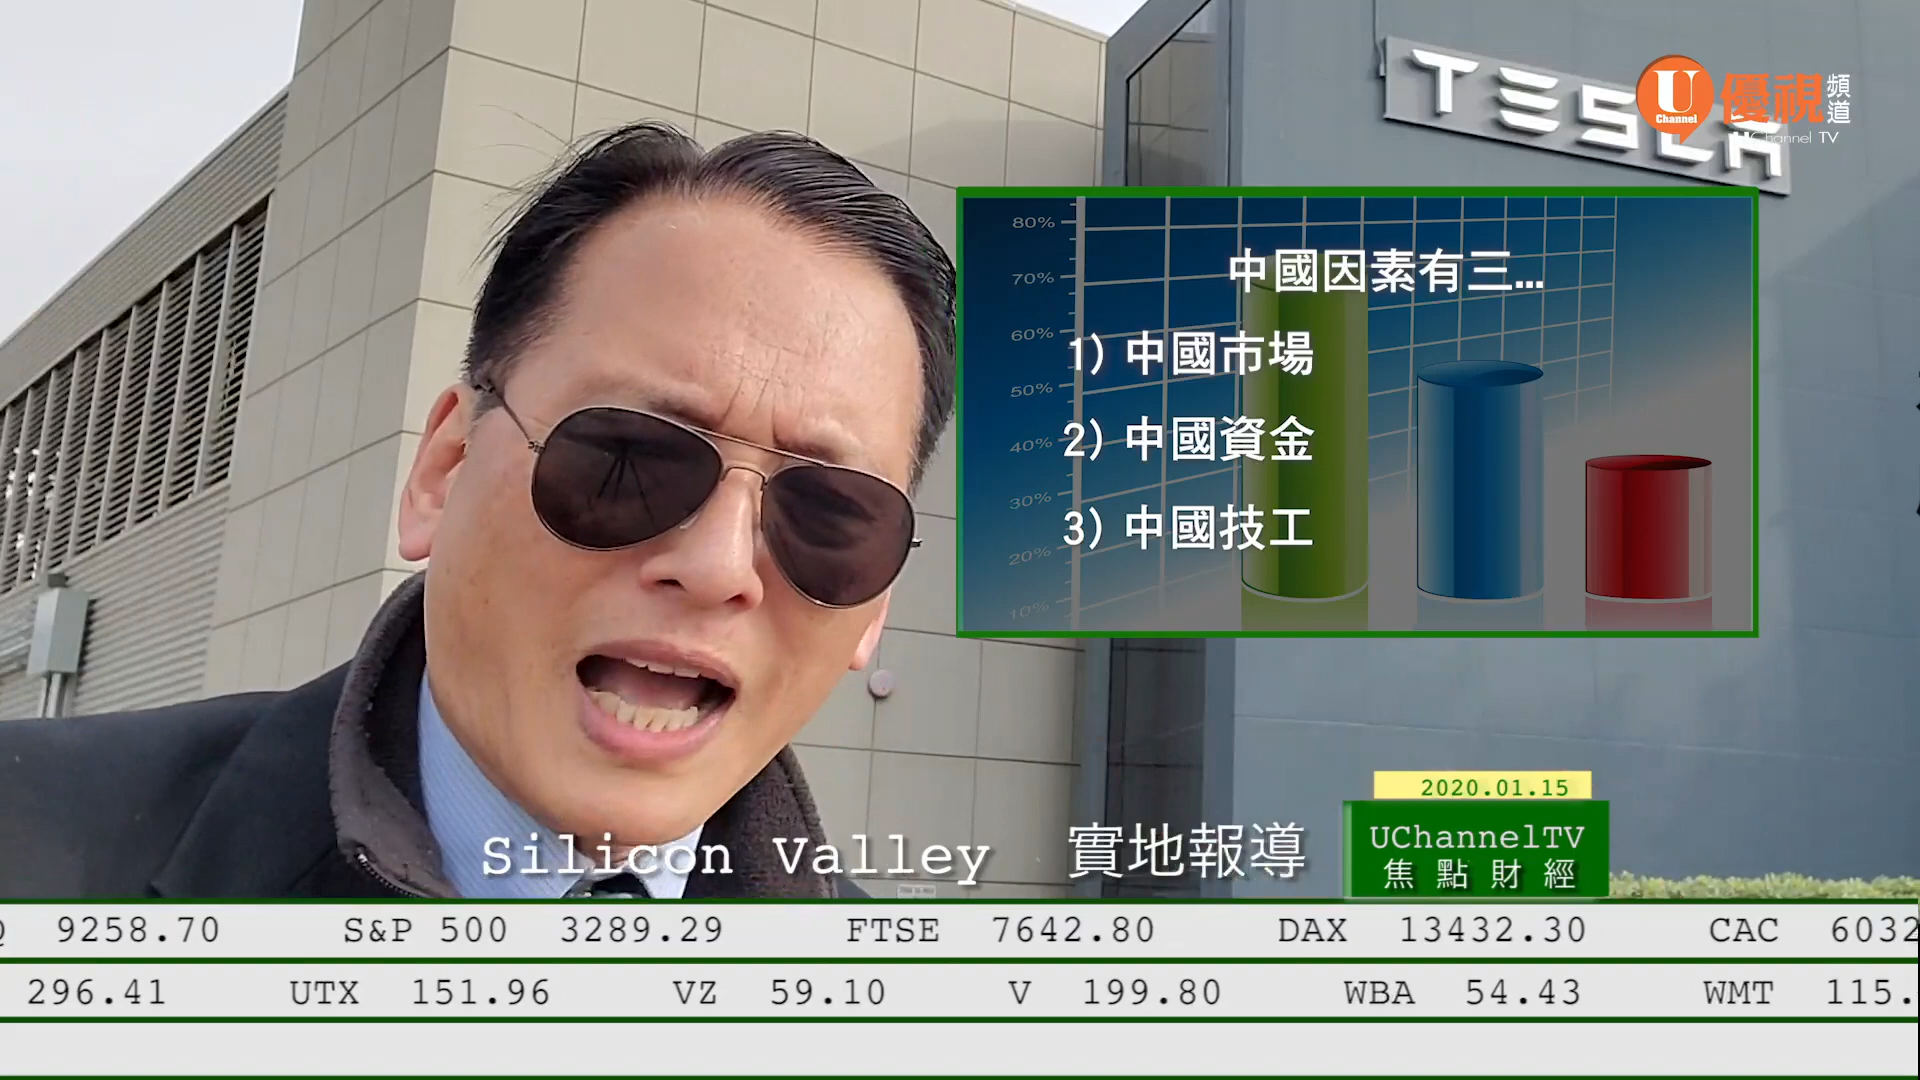 TESLA
U
Channel
優視
頻道
UChannel TV
80%
70%
60%
50%
40%
30%
20%
10%
中國因素有三...
1) 中國市場
2) 中國資金
3) 中國技工
2020.01.15
Silicon Valley 實地報導
UChannelTV
焦點財經
9258.70 S&P 500 3289.29 FTSE 7642.80 DAX 13432.30 CAC 6032
296.41 UTX 151.96 VZ 59.10 V 199.80 WBA 54.43 WMT 115.